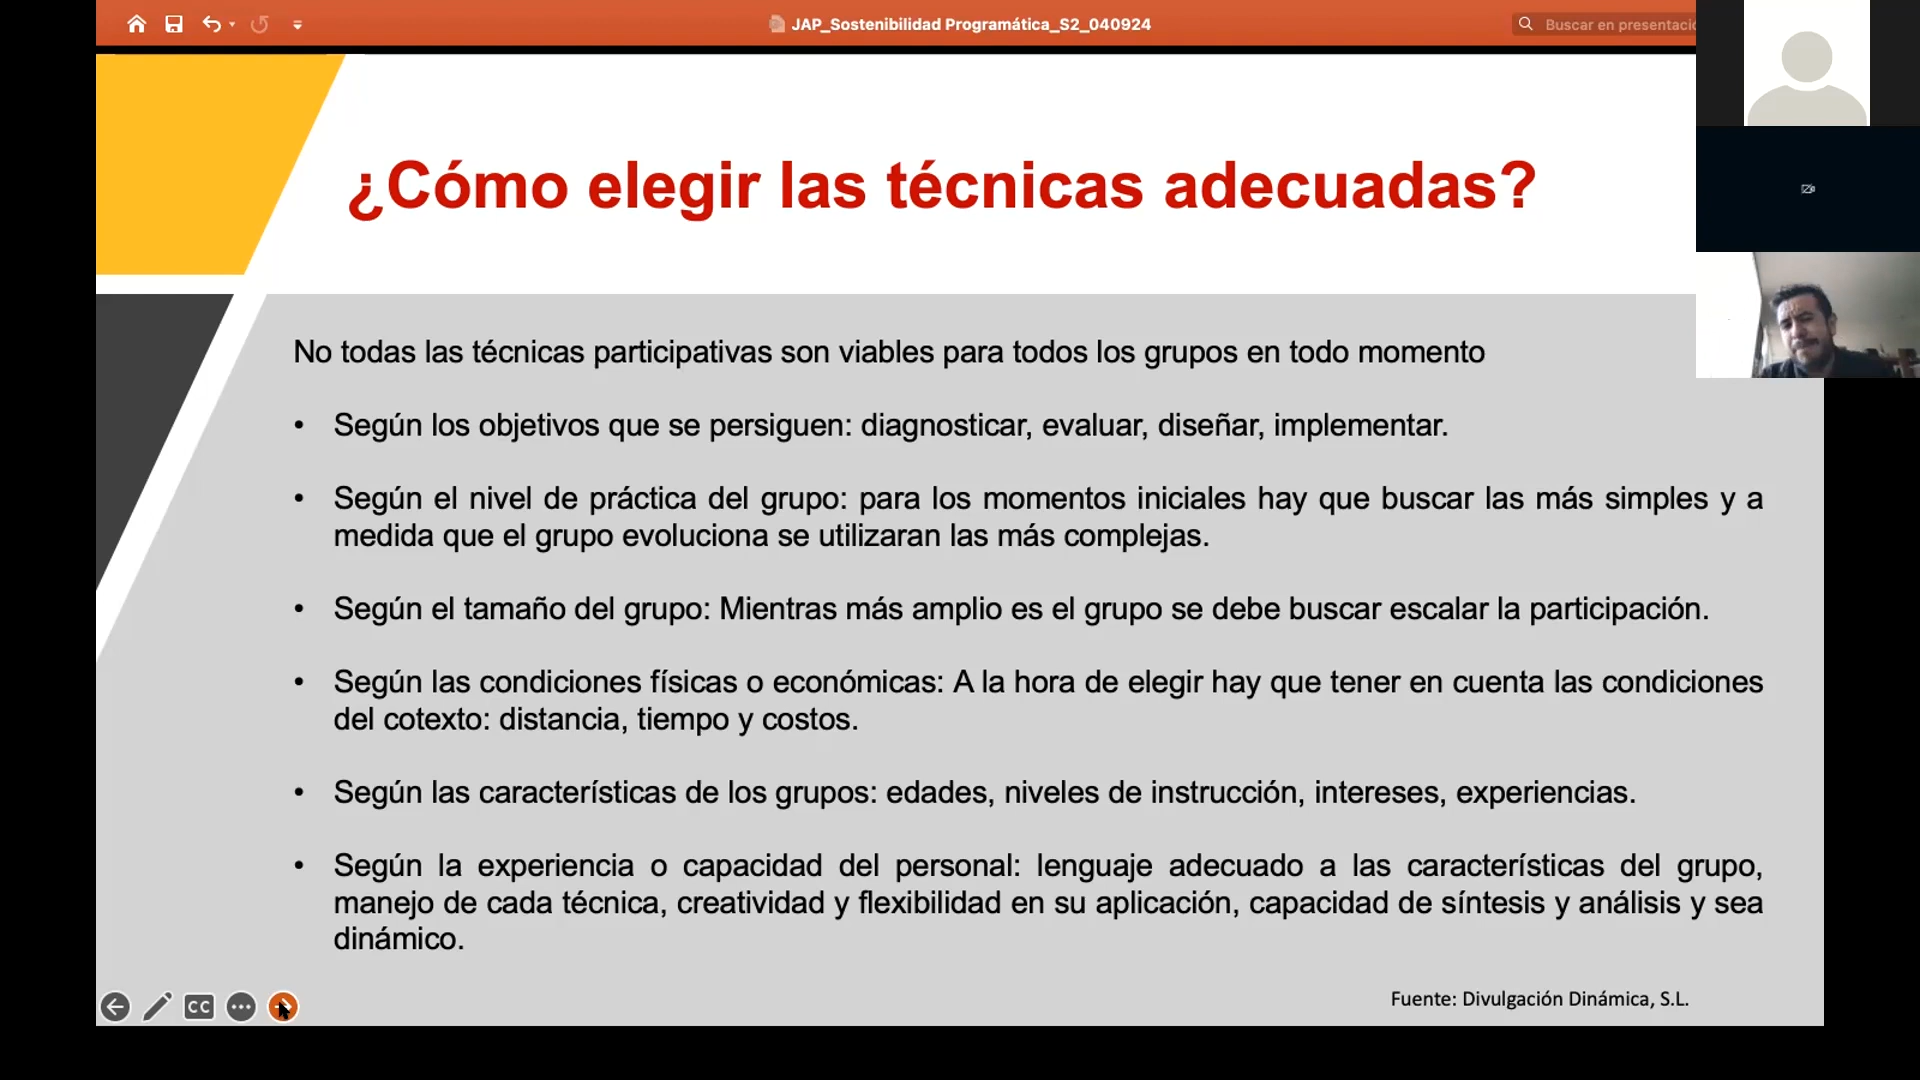 JAP_Sostenibilidad Programática_S2_040924
Buscar en presentació
¿Cómo elegir las técnicas adecuadas?
No todas las técnicas participativas son viables para todos los grupos en todo momento
• Según los objetivos que se persiguen: diagnosticar, evaluar, diseñar, implementar.
• Según el nivel de práctica del grupo: para los momentos iniciales hay que buscar las más simples y a
medida que el grupo evoluciona se utilizaran las más complejas.
• Según el tamaño del grupo: Mientras más amplio es el grupo se debe buscar escalar la participación.
• Según las condiciones físicas o económicas: A la hora de elegir hay que tener en cuenta las condiciones
del cotexto: distancia, tiempo y costos.
• Según las características de los grupos: edades, niveles de instrucción, intereses, experiencias.
• Según la experiencia o capacidad del personal: lenguaje adecuado a las características del grupo,
manejo de cada técnica, creatividad y flexibilidad en su aplicación, capacidad de síntesis y análisis y sea
dinámico.
CC
Fuente: Divulgación Dinámica, S.L.